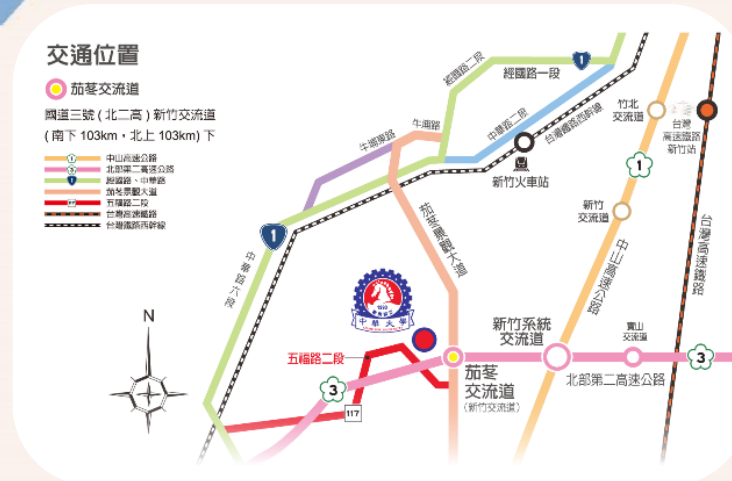 交通位置
茄苳交流道
國道三號 ( 北二高 ) 新竹交流道
( 南下 103km，北上 103km) 下
1 中山高速公路
3 北部第二高速公路
1 經國路、中華路
茄苳景觀大道
117 五福路二段
台灣高速鐵路
台灣鐵路西幹線
經國路二段
經國路一段
1
牛埔東路
牛埔路
中華路二段
台灣鐵路西幹線
新竹火車站
竹北
交流道
台灣
高速鐵路
新竹站
1
新竹
交流道
中山高速公路
台灣高速鐵路
1
中華路六段
茄苳景觀大道
中華大學
N
五福路二段
3
117
茄苳
交流道
(新竹交流道)
新竹系統
交流道
寶山
交流道
北部第二高速公路
3